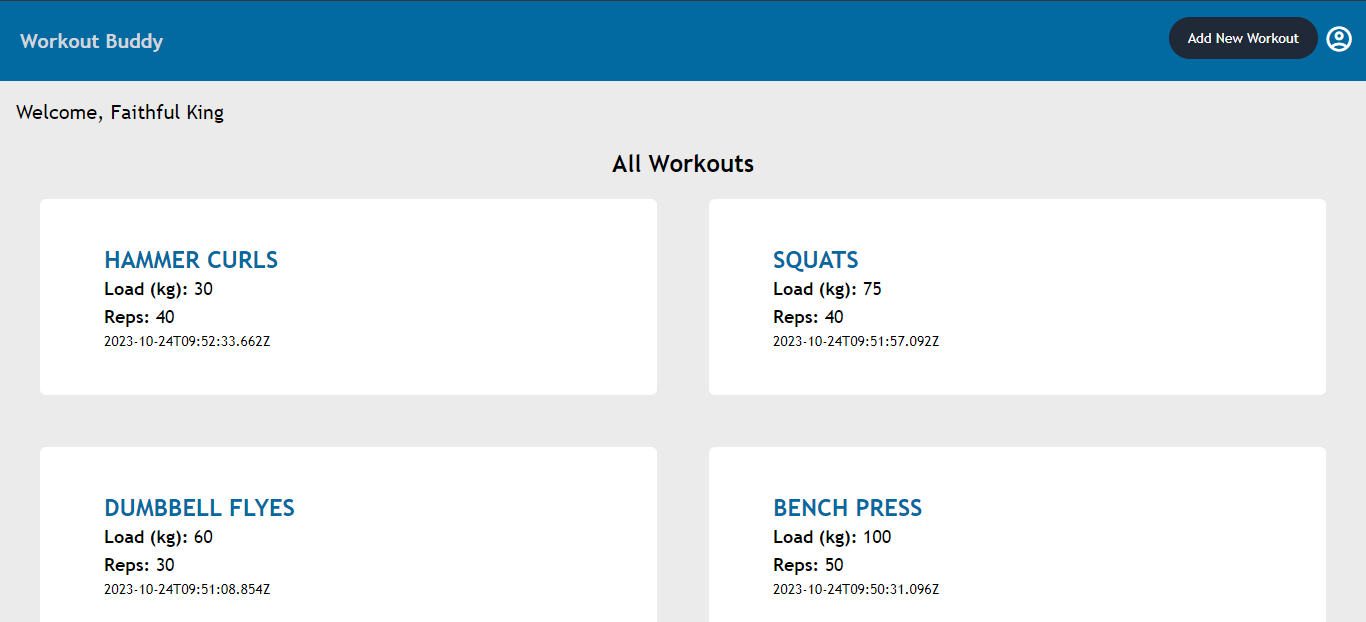 Workout Buddy
Add New Workout
Welcome, Faithful King
All Workouts
HAMMER CURLS
Load (kg): 30
Reps: 40
2023-10-24T09:52:33.662Z
SQUATS
Load (kg): 75
Reps: 40
2023-10-24T09:51:57.092Z
DUMBBELL FLYES
Load (kg): 60
Reps: 30
2023-10-24T09:51:08.854Z
BENCH PRESS
Load (kg): 100
Reps: 50
2023-10-24T09:50:31.096Z